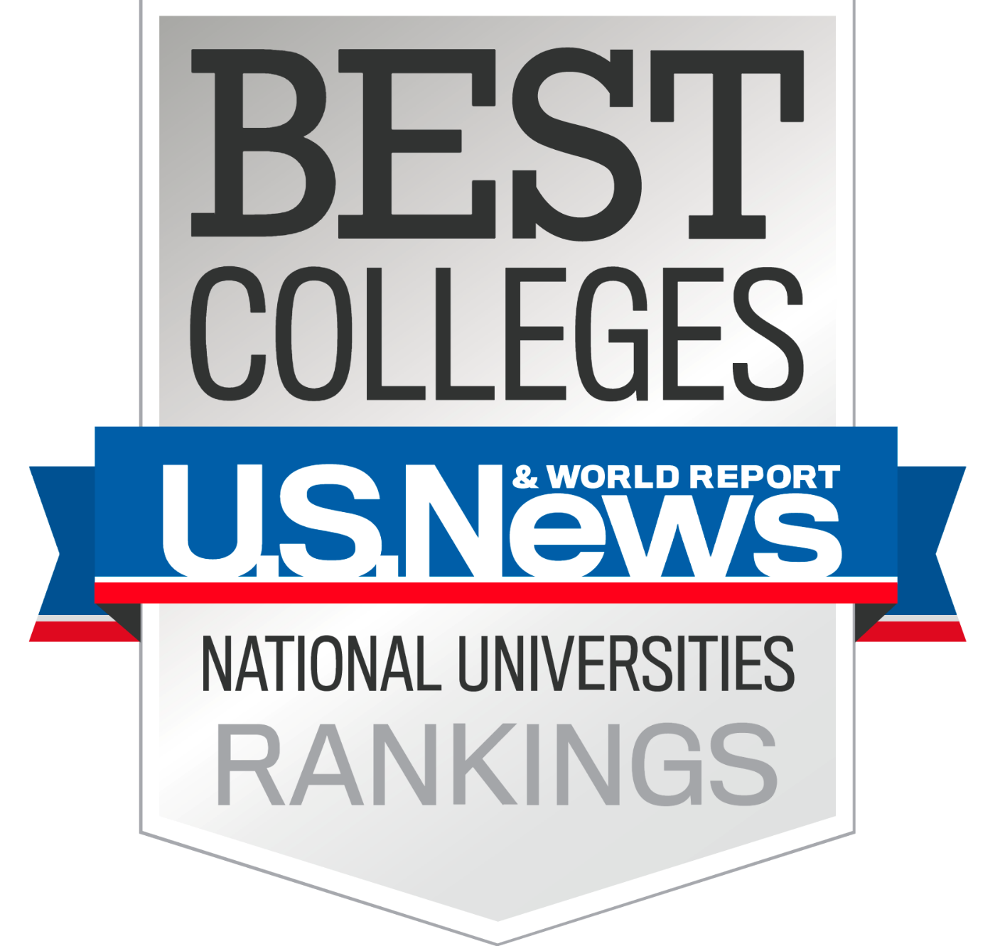 BEST
COLLEGES
& WORLD REPORT
U.S.News
NATIONAL UNIVERSITIES
RANKINGS